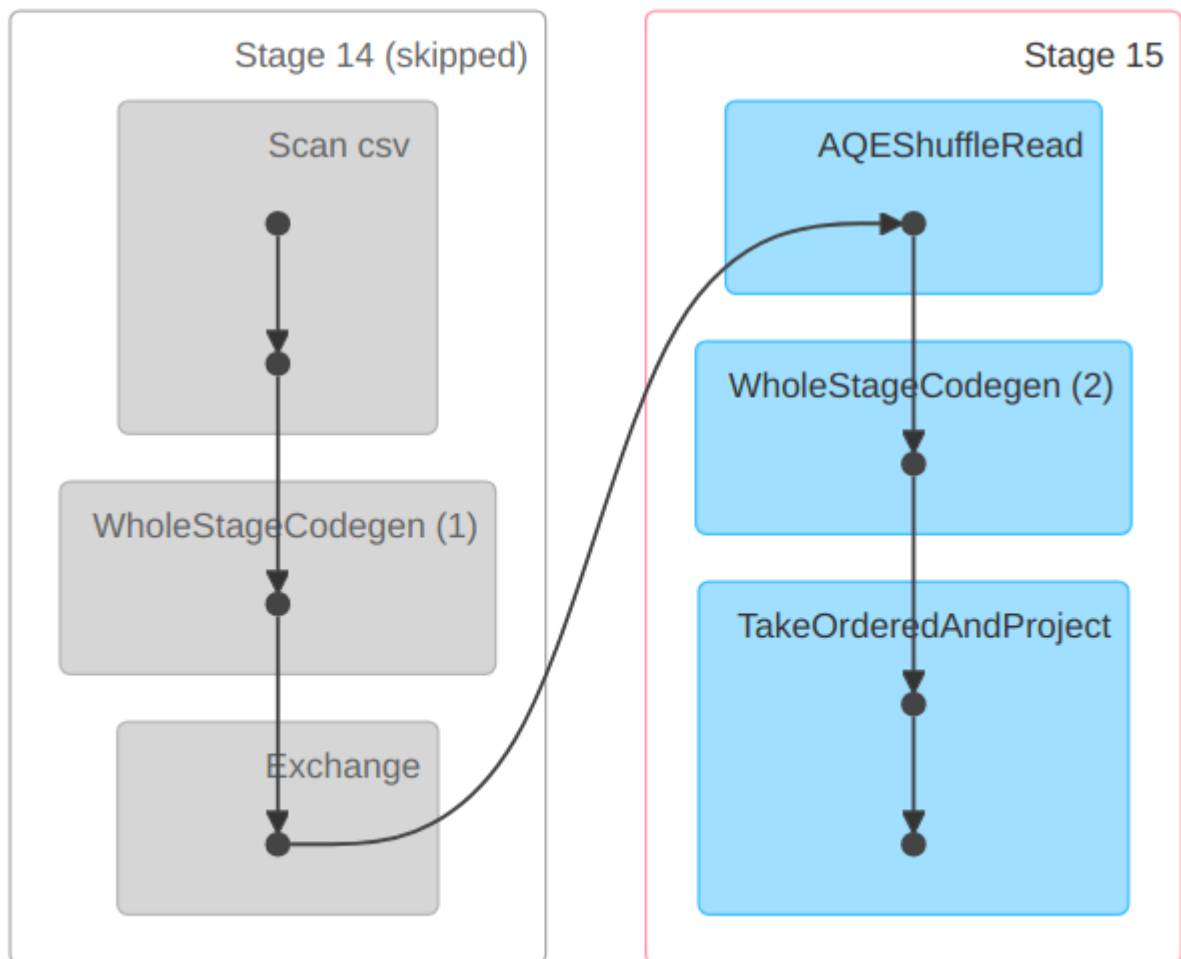 Stage 14 (skipped)
Scan csv
WholeStageCodegen (1)
Exchange
Stage 15
AQEShuffleRead
WholeStageCodegen (2)
TakeOrderedAndProject